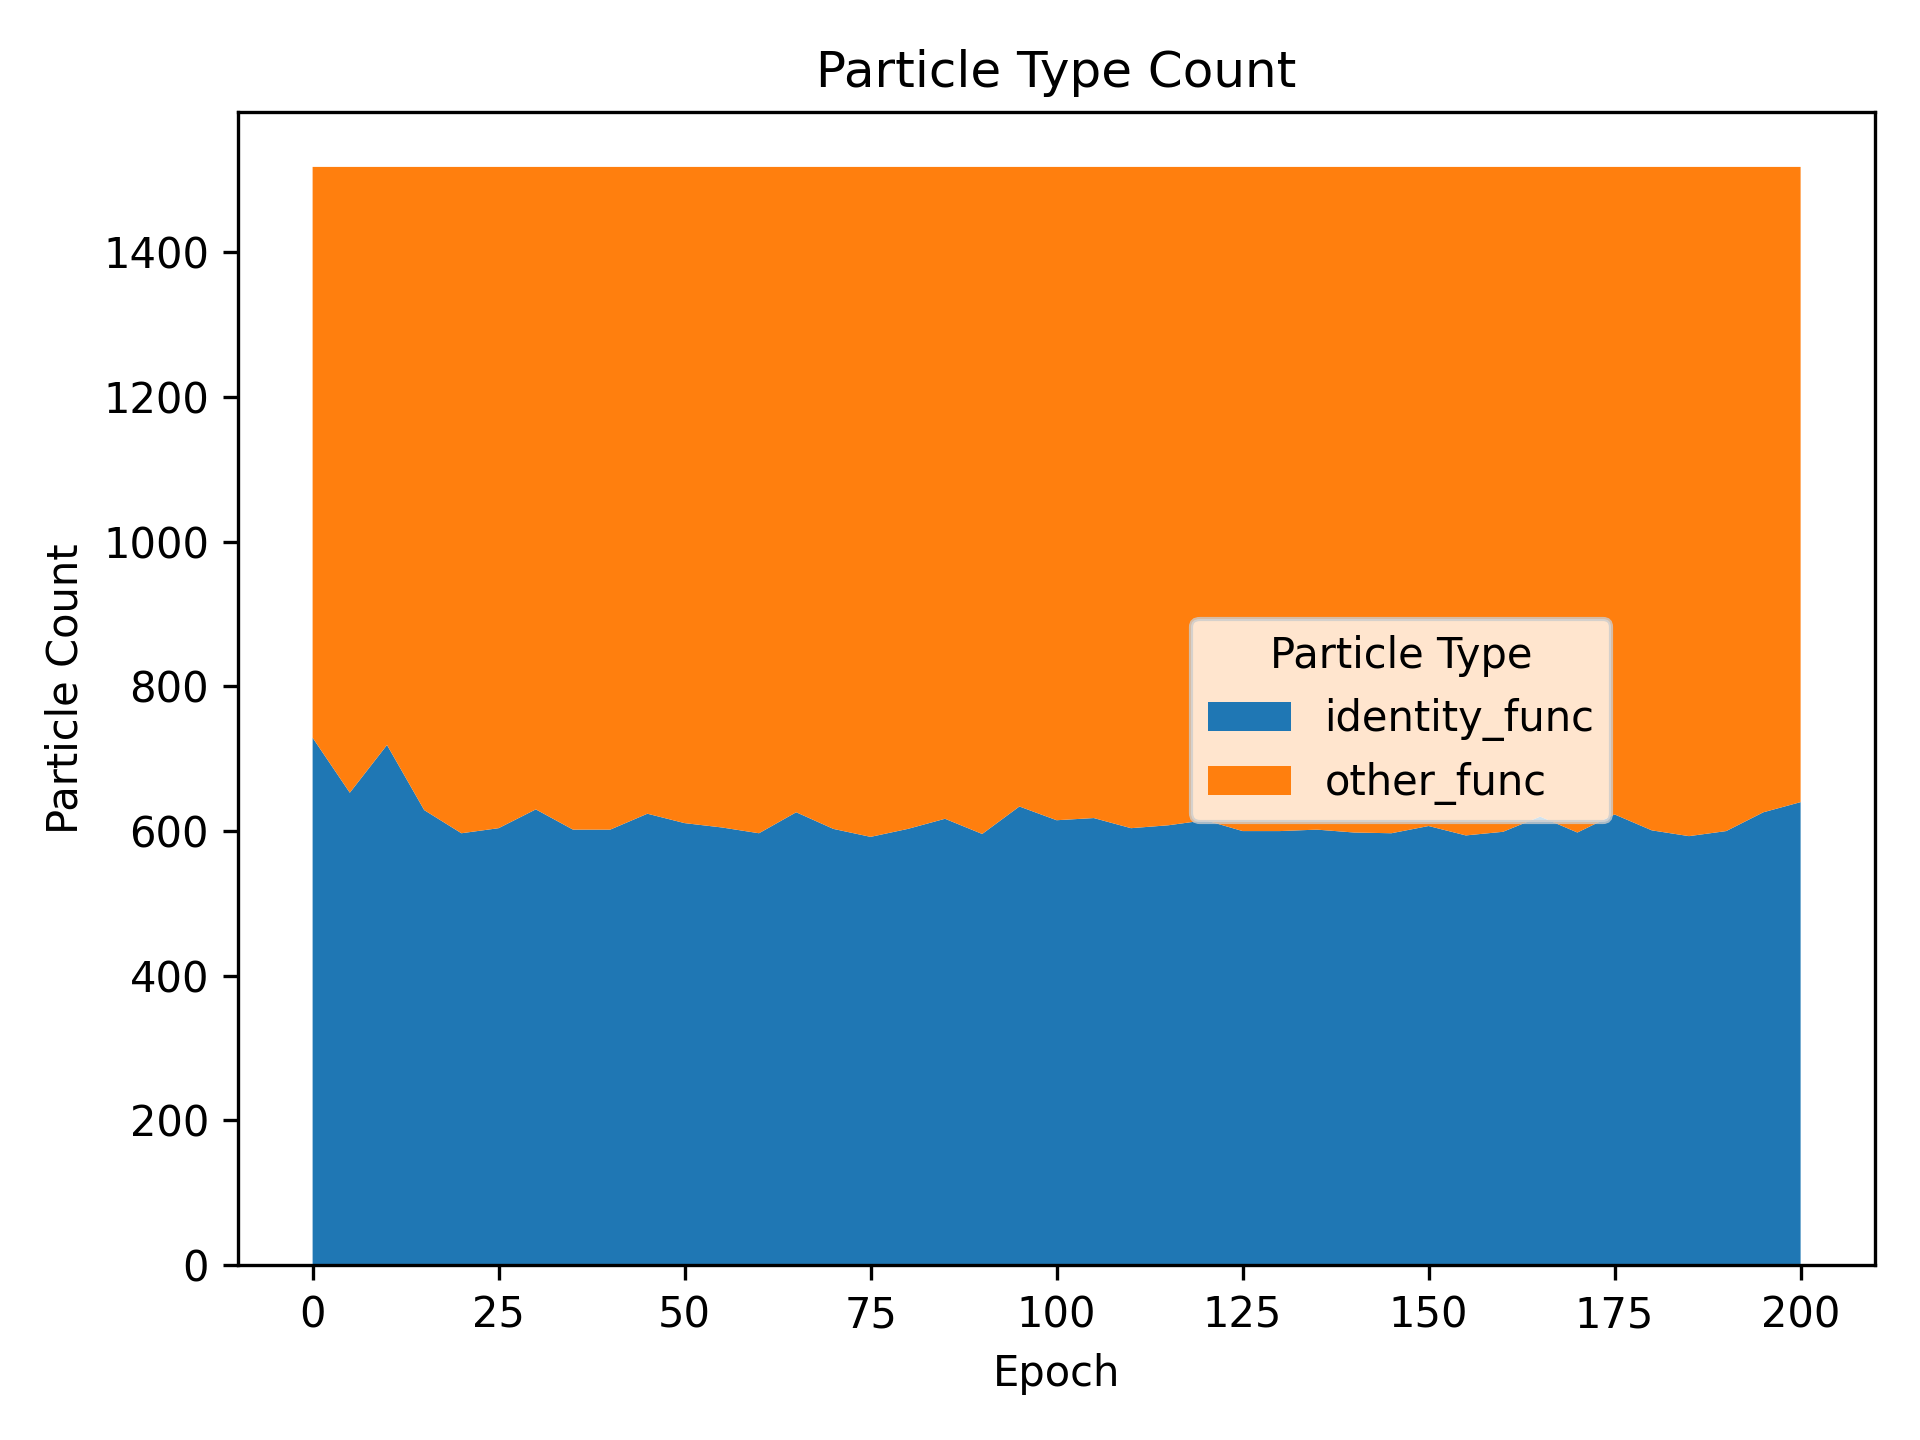 Particle Type Count
Particle Count
1400
1200
1000
800
600
400
200
0
Particle Type
identity_func
other_func
0 25 50 75 100 125 150 175 200
Epoch